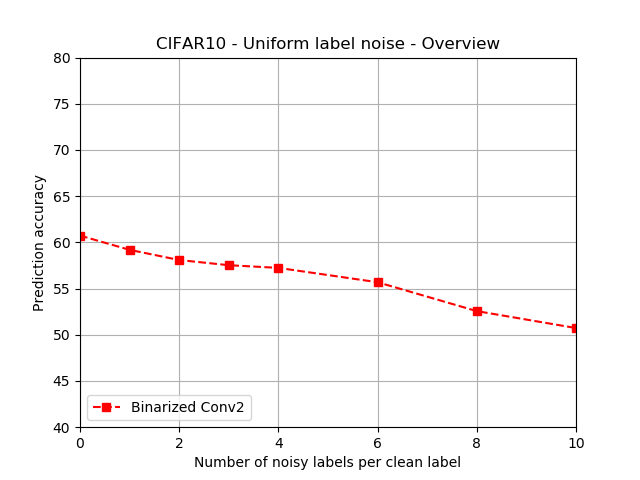 CIFAR10 - Uniform label noise - Overview
Prediction accuracy
80
75
70
65
60
55
50
45
40
Binarized Conv2
0 2 4 6 8 10
Number of noisy labels per clean label